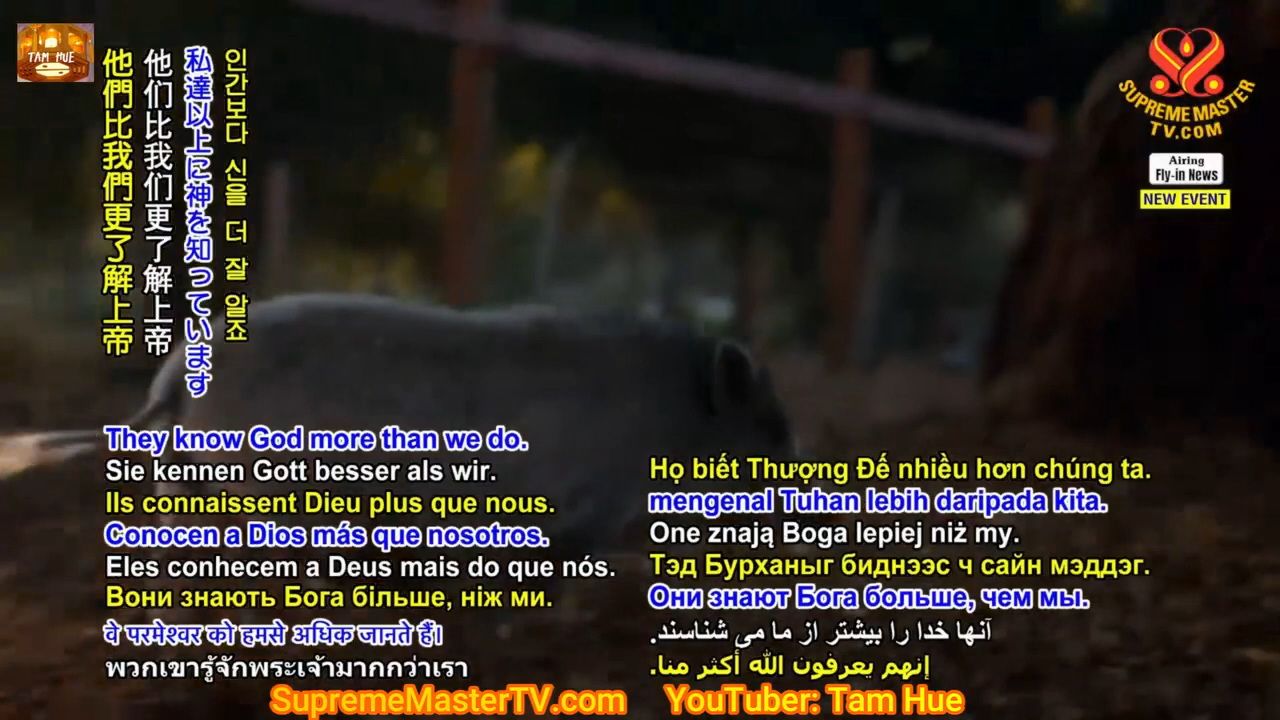 TAM HUE
SUPREME MASTER
TV.COM
Airing
Fly-in News
NEW EVENT
他們比我們更了解上帝
他们比我们更了解上帝
私達以上に神を知っています
인간보다 신을 더 잘 알죠
They know God more than we do.
Sie kennen Gott besser als wir.
Ils connaissent Dieu plus que nous.
Conocen a Dios más que nosotros.
Eles conhecem a Deus mais do que nós.
Вони знають Бога більше, ніж ми.
वे परमेश्वर को हमसे अधिक जानते हैं।
พวกเขารู้จักพระเจ้ามากกว่าเรา
Họ biết Thượng Đế nhiều hơn chúng ta.
mengenal Tuhan lebih daripada kita.
One znają Boga lepiej niż my.
Тэд Бурханыг биднээс ч сайн мэддэг.
Они знают Бога больше, чем мы.
آنها خدا را بیشتر از ما می شناسند.
إنهم يعرفون الله أكثر منا.
SupremeMasterTV.com YouTuber: Tam Hue